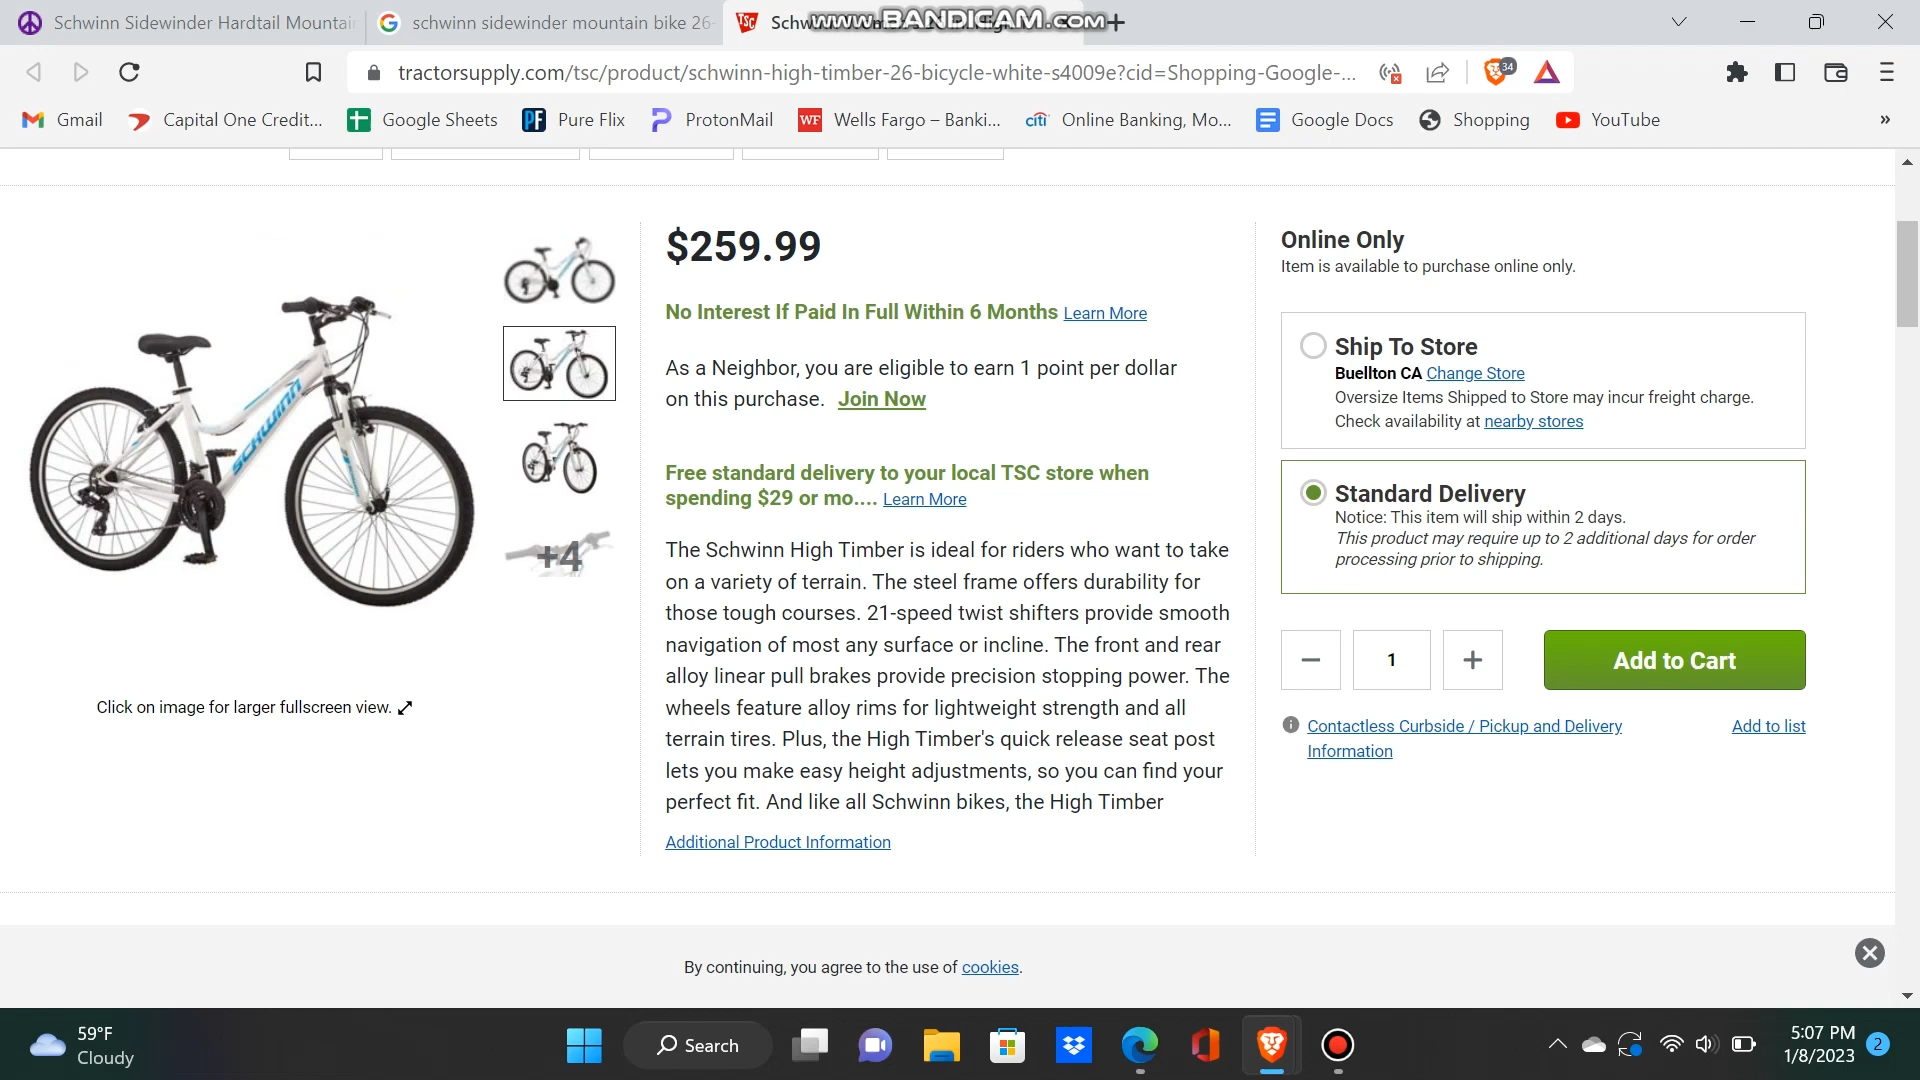 Schwinn Sidewinder Hardtail Mountain
schwinn sidewinder mountain bike 26-
www.BANDICAM.com
tractorsupply.com/tsc/product/schwinn-high-timber-26-bicycle-white-s4009e?cid=Shopping-Google-...
34
Gmail
Capital One Credit...
Google Sheets
Pure Flix
ProtonMail
Wells Fargo – Banki...
Online Banking, Mo...
Google Docs
Shopping
YouTube
»
SCHWINN
+4
Click on image for larger fullscreen view.
$259.99
No Interest If Paid In Full Within 6 Months Learn More
As a Neighbor, you are eligible to earn 1 point per dollar
on this purchase. Join Now
Free standard delivery to your local TSC store when
spending $29 or mo.... Learn More
The Schwinn High Timber is ideal for riders who want to take
on a variety of terrain. The steel frame offers durability for
those tough courses. 21-speed twist shifters provide smooth
navigation of most any surface or incline. The front and rear
alloy linear pull brakes provide precision stopping power. The
wheels feature alloy rims for lightweight strength and all
terrain tires. Plus, the High Timber's quick release seat post
lets you make easy height adjustments, so you can find your
perfect fit. And like all Schwinn bikes, the High Timber
Additional Product Information
Online Only
Item is available to purchase online only.
Ship To Store
Buellton CA Change Store
Oversize Items Shipped to Store may incur freight charge.
Check availability at nearby stores
Standard Delivery
Notice: This item will ship within 2 days.
This product may require up to 2 additional days for order
processing prior to shipping.
1
Add to Cart
Contactless Curbside / Pickup and Delivery
Information
Add to list
By continuing, you agree to the use of cookies.
59°F
Cloudy
Search
5:07 PM
1/8/2023
2